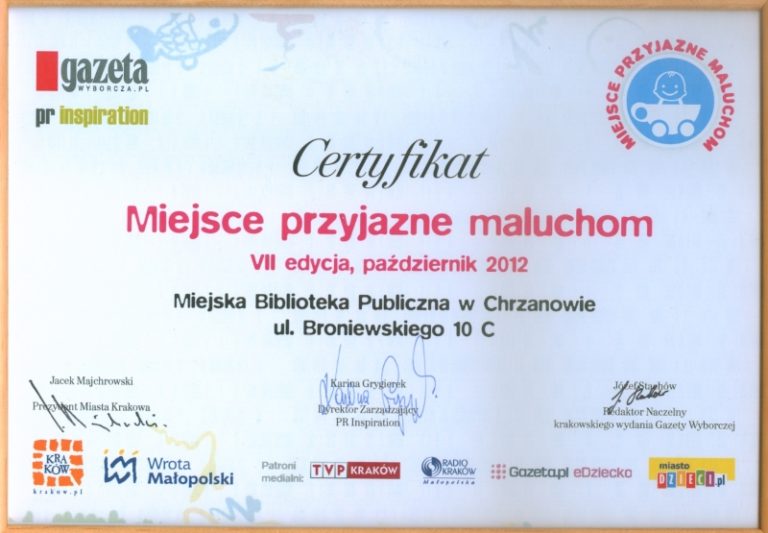 gazeta
WYBORCZA.PL
pr inspiration
MIEJSCE PRZYJAZNE MALUCHOM
Certyfikat
Miejsce przyjazne maluchom
VII edycja, październik 2012
Miejska Biblioteka Publiczna w Chrzanowie
ul. Broniewskiego 10 C
Jacek Majchrowski
Prezydent Miasta Krakowa
Karina Grygierek
Dyrektor Zarządzający
PR Inspiration
Józef Stachów
Redaktor Naczelny
krakowskiego wydania Gazety Wyborczej
KRA
KÓW
krakow.pl
Wrota
Małopolski
Patroni
medialni:
TVP KRAKÓW
RADIO
KRAKÓW
Małopolska
Gazeta.pl eDziecko
miasto
DZIECI.pl